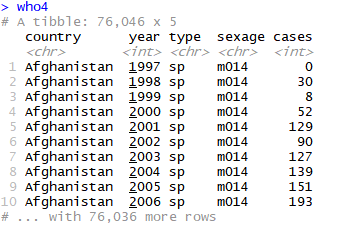 > who4
# A tibble: 76,046 x 5
country year type sexage cases
<chr> <int> <chr> <chr> <int>
1 Afghanistan 1997 sp m014 0
2 Afghanistan 1998 sp m014 30
3 Afghanistan 1999 sp m014 8
4 Afghanistan 2000 sp m014 52
5 Afghanistan 2001 sp m014 129
6 Afghanistan 2002 sp m014 90
7 Afghanistan 2003 sp m014 127
8 Afghanistan 2004 sp m014 139
9 Afghanistan 2005 sp m014 151
10 Afghanistan 2006 sp m014 193
# ... with 76,036 more rows